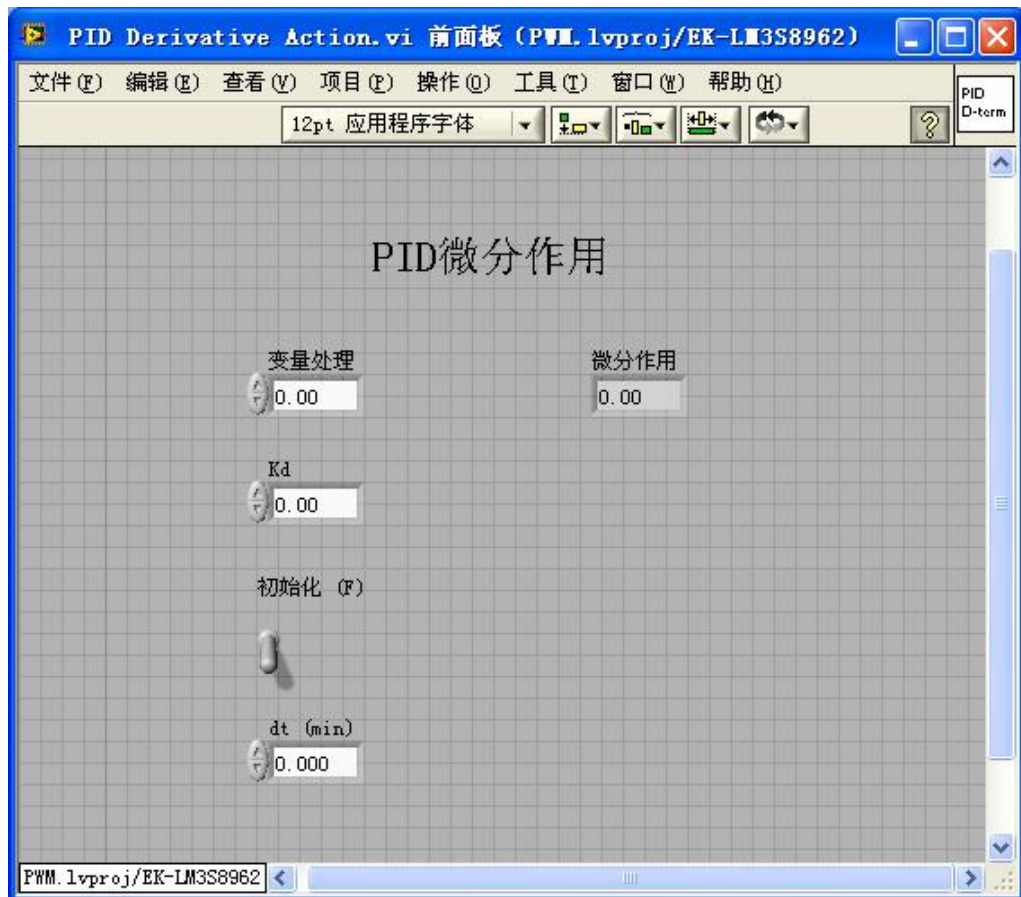 PID Derivative Action.vi 前面板 (PWM.lvproj/EK-LM3S8962)
文件(F) 编辑(E) 查看(V) 项目(P) 操作(O) 工具(T) 窗口(W) 帮助(H)
PID
D-term
12pt 应用程序字体
?
PID微分作用
变量处理
0.00
微分作用
0.00
Kd
0.00
初始化 (F)
dt (min)
0.000
PWM.lvproj/EK-LM3S8962